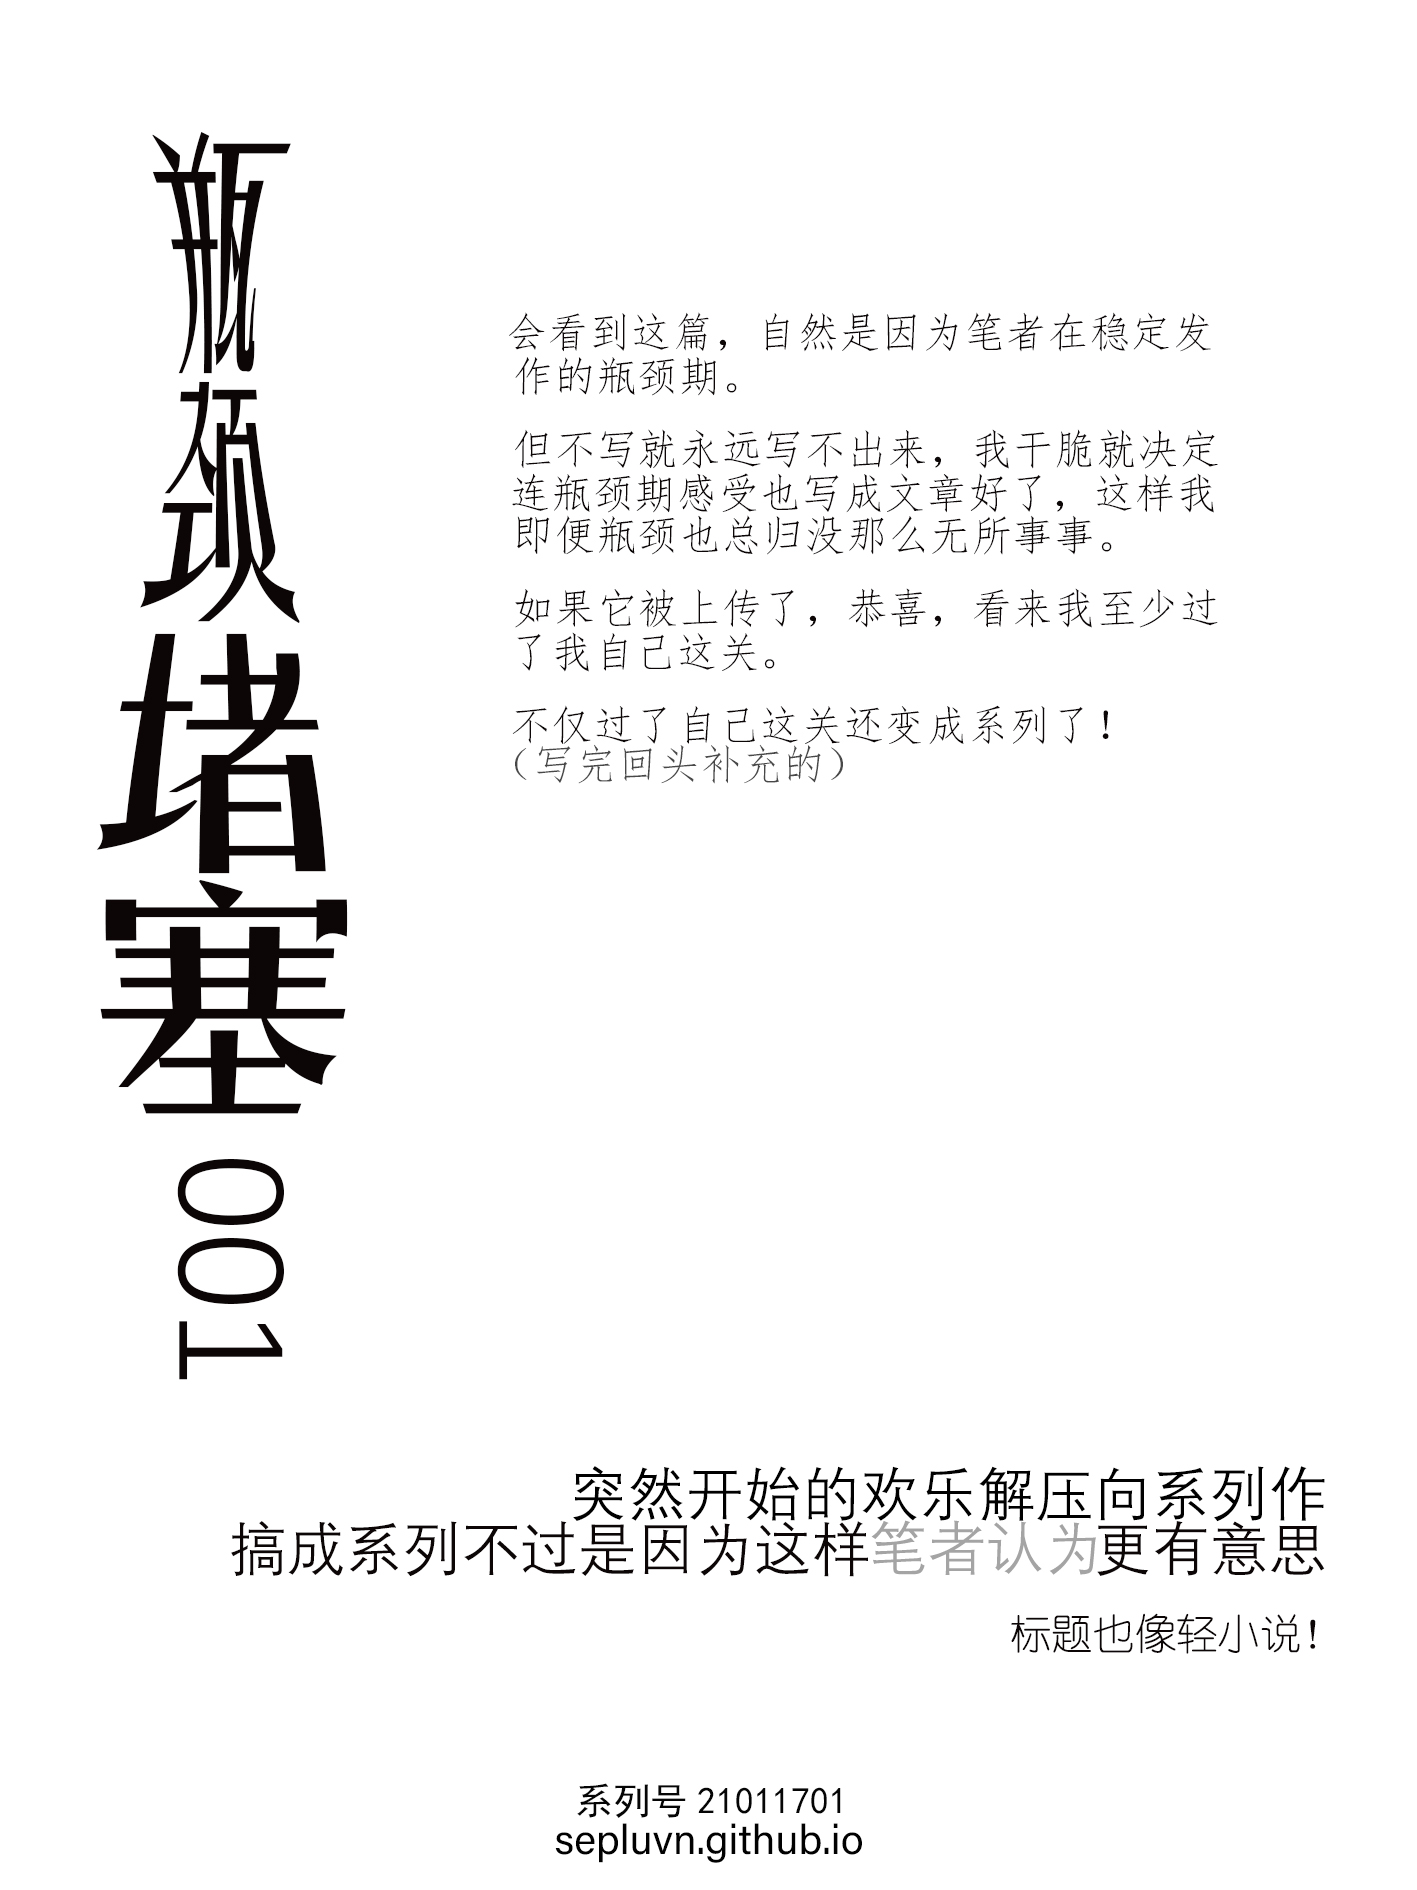 瓶颈堵塞001
会看到这篇，自然是因为笔者在稳定发
作的瓶颈期。
但不写就永远写不出来，我干脆就决定
连瓶颈期感受也写成文章好了，这样我
即便瓶颈也总归没那么无所事事。
如果它被上传了，恭喜，看来我至少过
了我自己这关。
不仅过了自己这关还变成系列了！
（写完回头补充的）
突然开始的欢乐解压向系列作
搞成系列不过是因为这样笔者认为更有意思
标题也像轻小说！
系列号 21011701
sepluvn.github.io